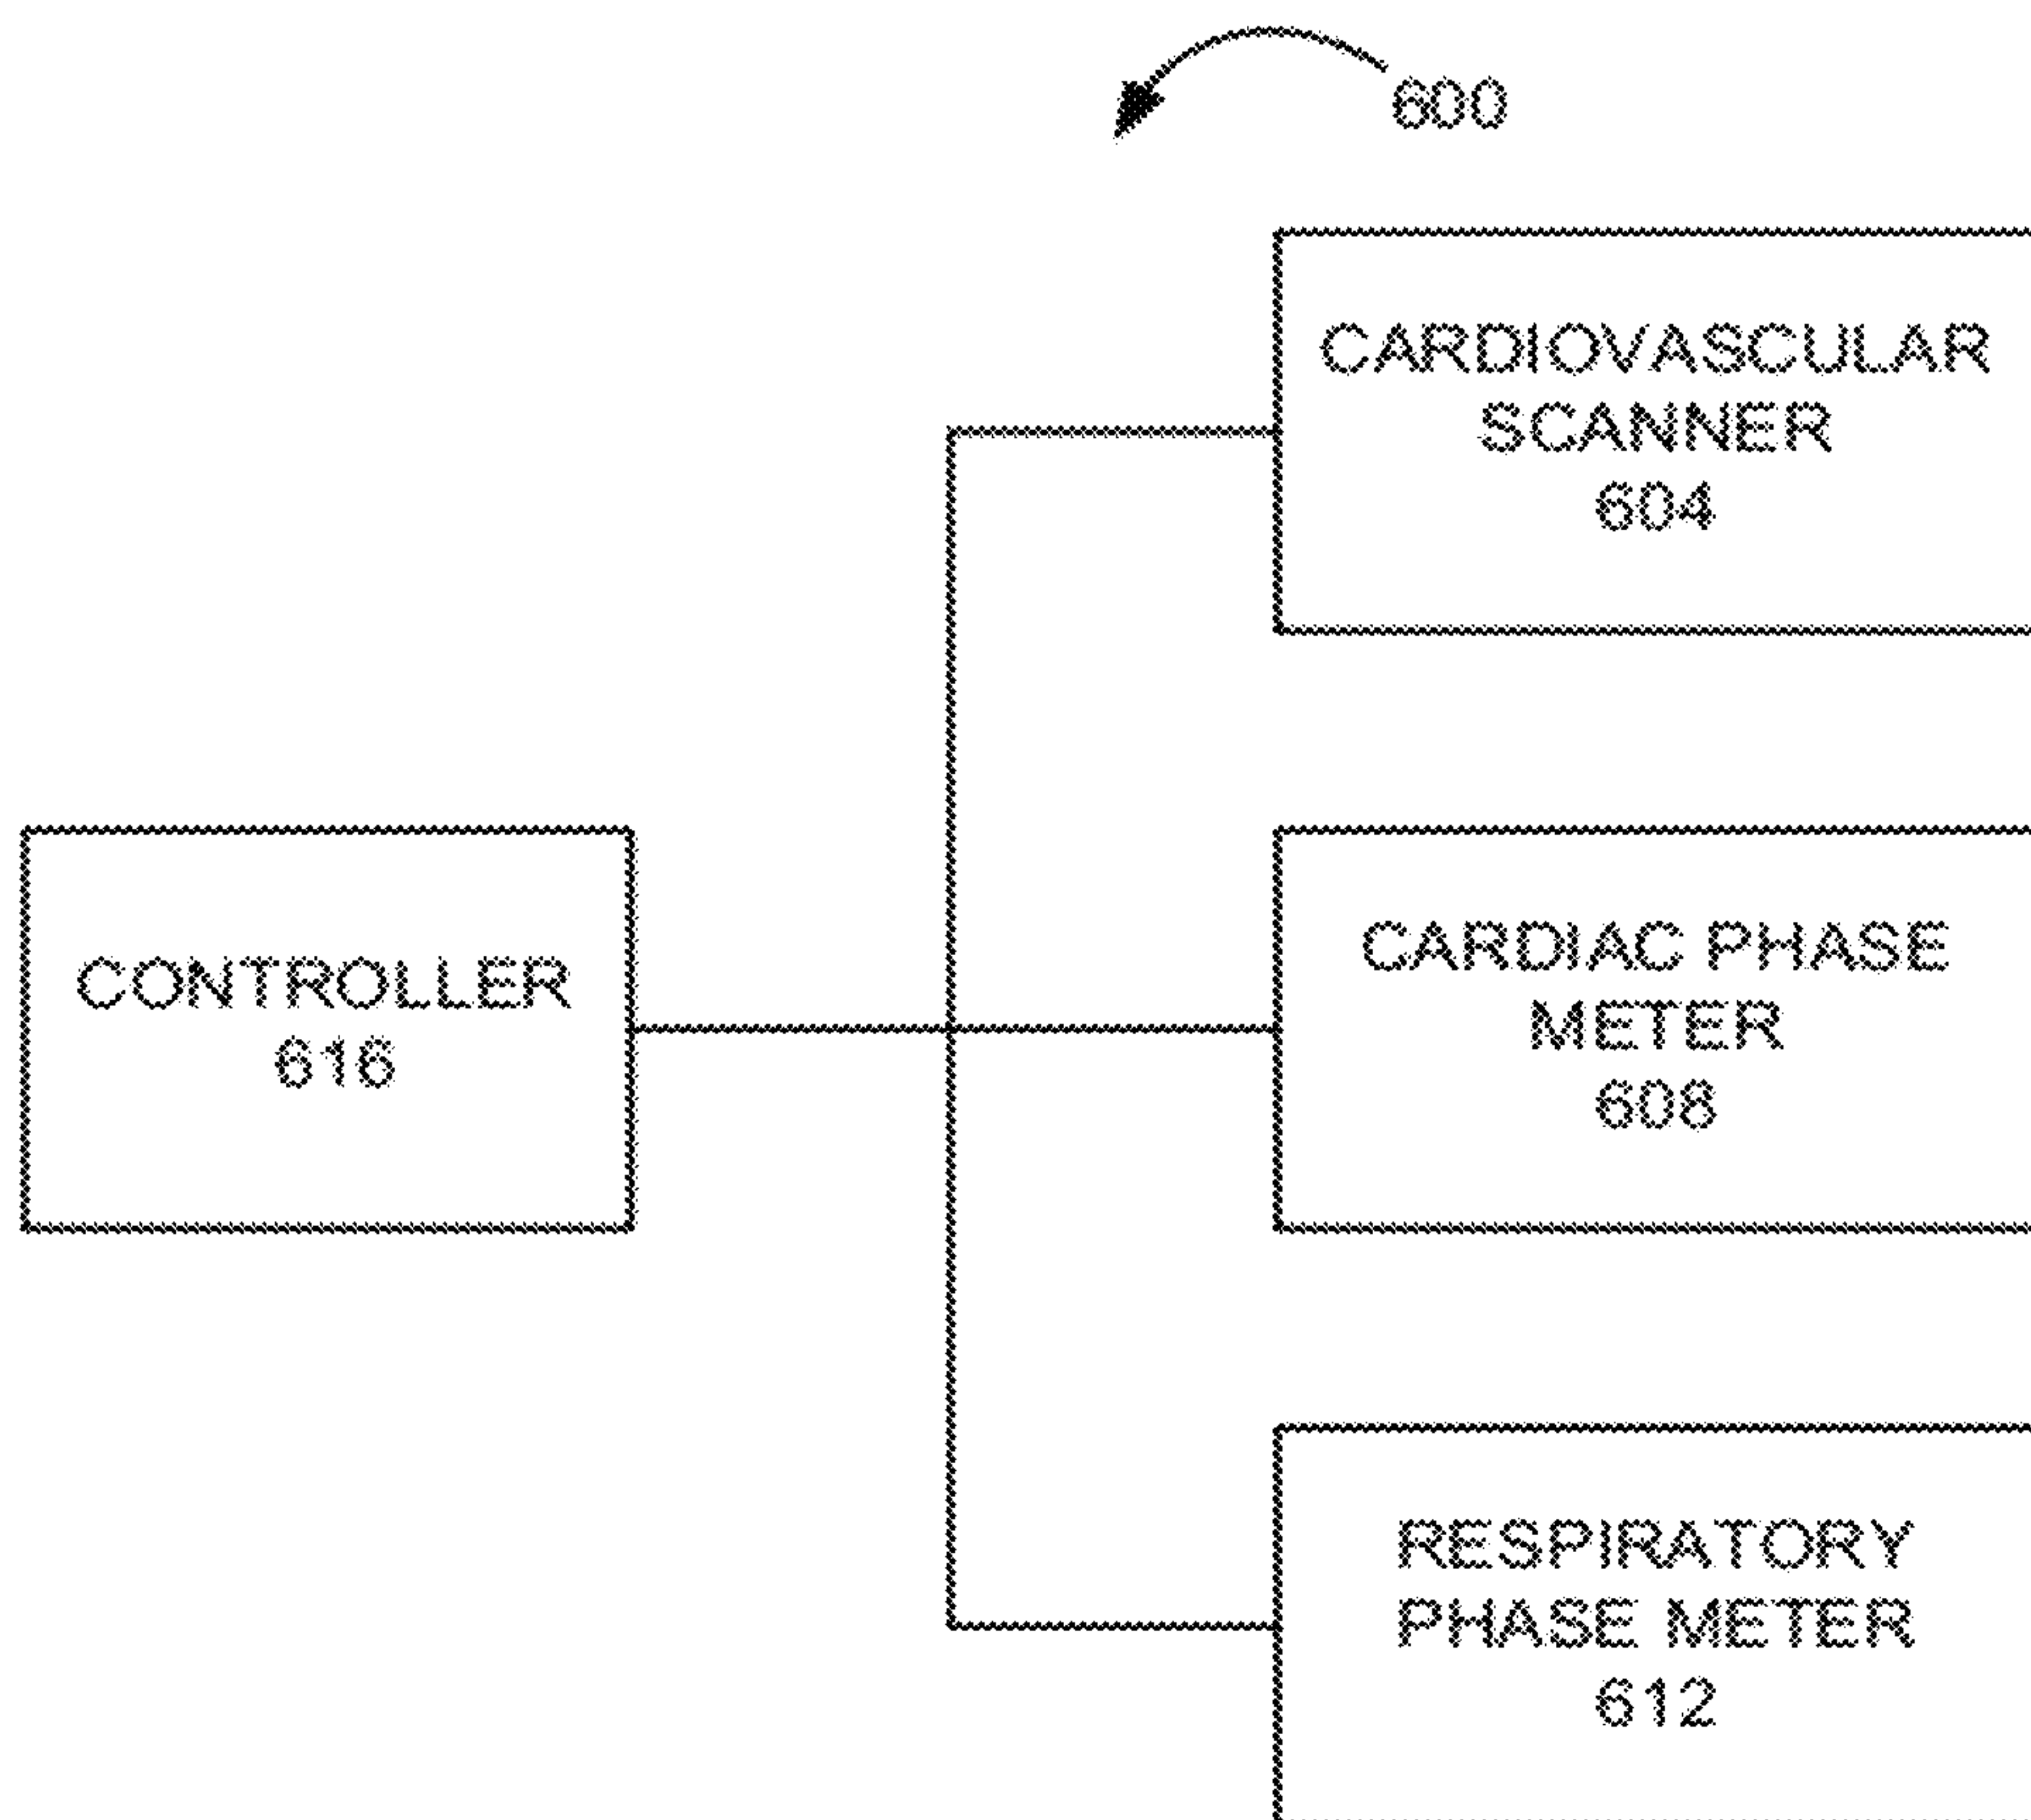 600
CARDIOVASCULAR
SCANNER
604
CONTROLLER
616
CARDIAC PHASE
METER
608
RESPIRATORY
PHASE METER
612